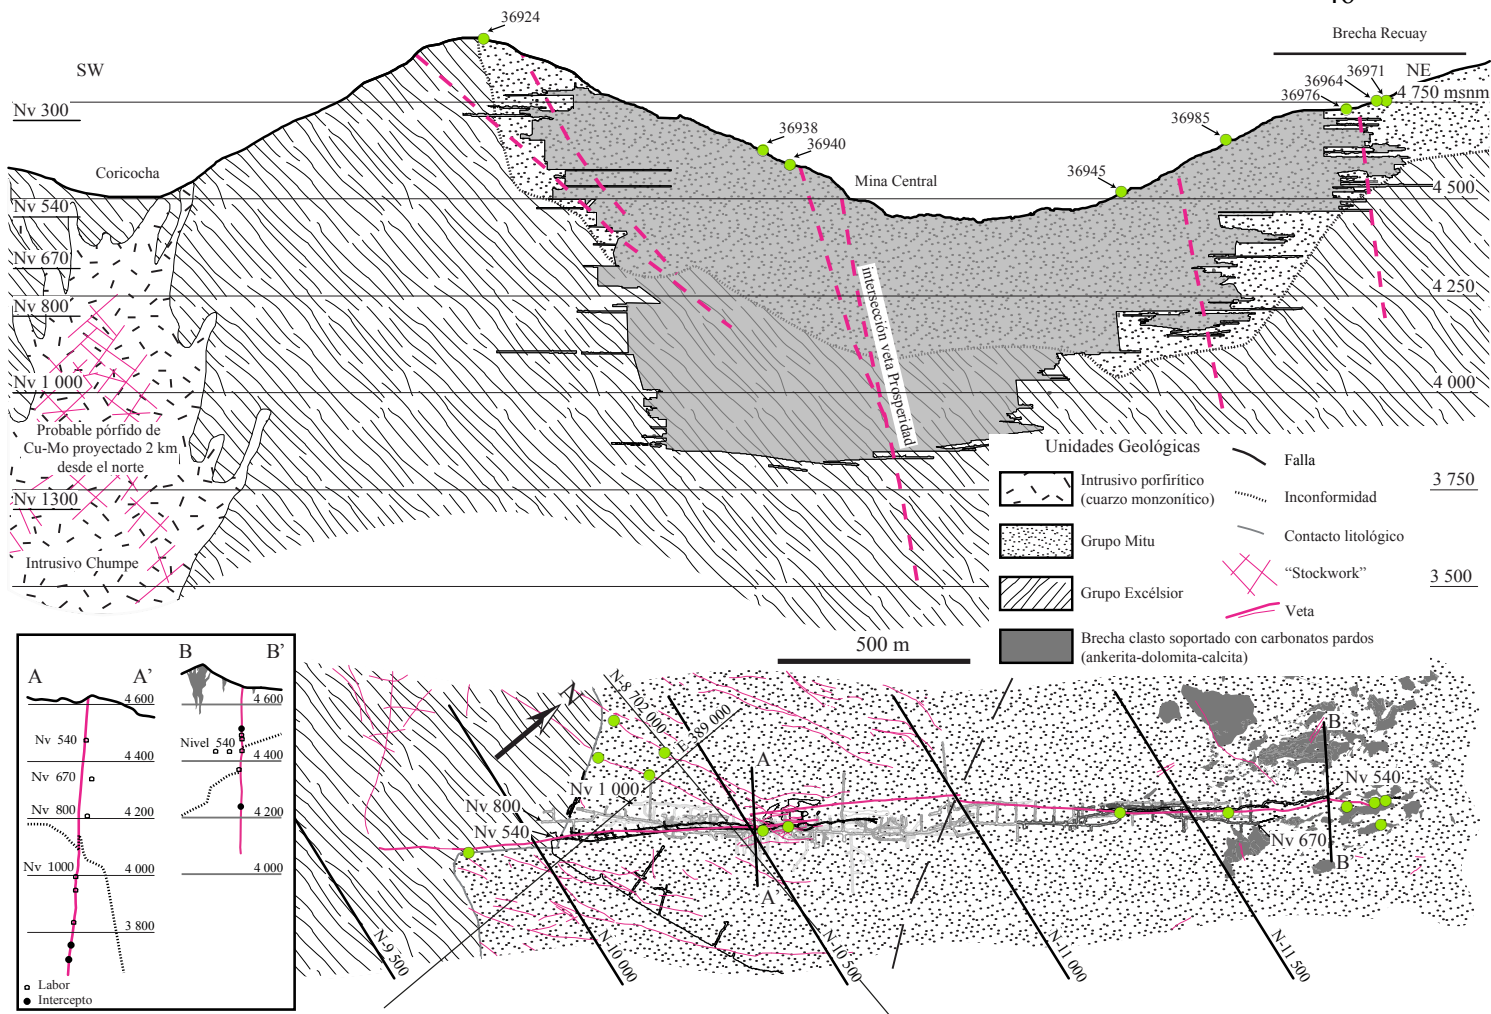 36924
Brecha Recuay
SW
36971
NE
36964
36976
4 750 msnm
Nv 300
36985
36938
36940
Coricocha
Mina Central
36945
4 500
Nv 540
Nv 670
4 250
Nv 800
Intersección veta Prosperidad
Nv 1 000
4 000
Probable pórfido de
Cu-Mo proyectado 2 km
desde el norte
Nv 1300
Intrusivo Chumpe
3 750
3 500
Unidades Geológicas
Intrusivo porfirítico
(cuarzo monzonítico)
Grupo Mitu
Grupo Excélsior
Brecha clasto soportado con carbonatos pardos
(ankerita-dolomita-calcita)
Falla
Inconformidad
Contacto litológico
“Stockwork”
Veta
500 m
A A’
4 600
Nv 540
4 400
Nv 670
Nv 800
4 200
Nv 1000
4 000
3 800
Labor
Intercepto
B B’
4 600
Nivel 540
4 400
4 200
4 000
N
N-8 702 000
E-389 000
A
B
Nv 1 000
Nv 800
Nv 540
Nv 540
Nv 670
A’
B’
N-9 500
N-10 000
N-10 500
N-11 000
N-11 500